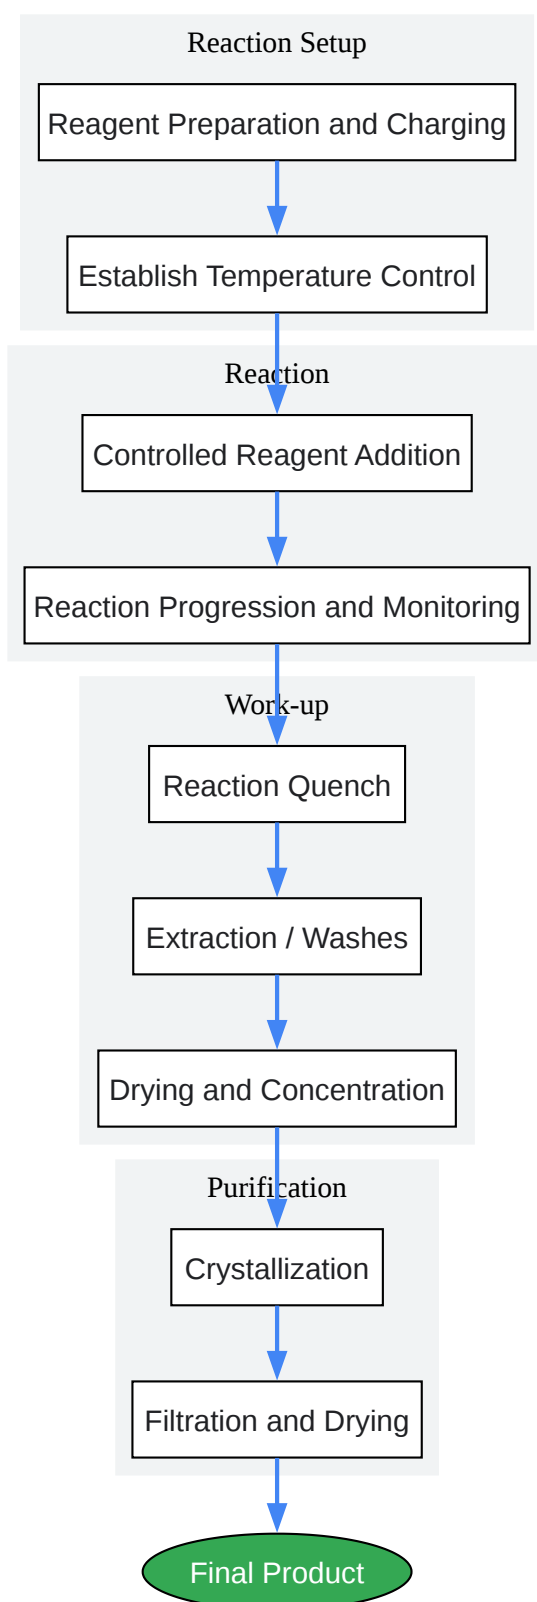 Reaction Setup
Reagent Preparation and Charging
Establish Temperature Control
Reaction
Controlled Reagent Addition
Reaction Progression and Monitoring
Work-up
Reaction Quench
Extraction / Washes
Drying and Concentration
Purification
Crystallization
Filtration and Drying
Final Product